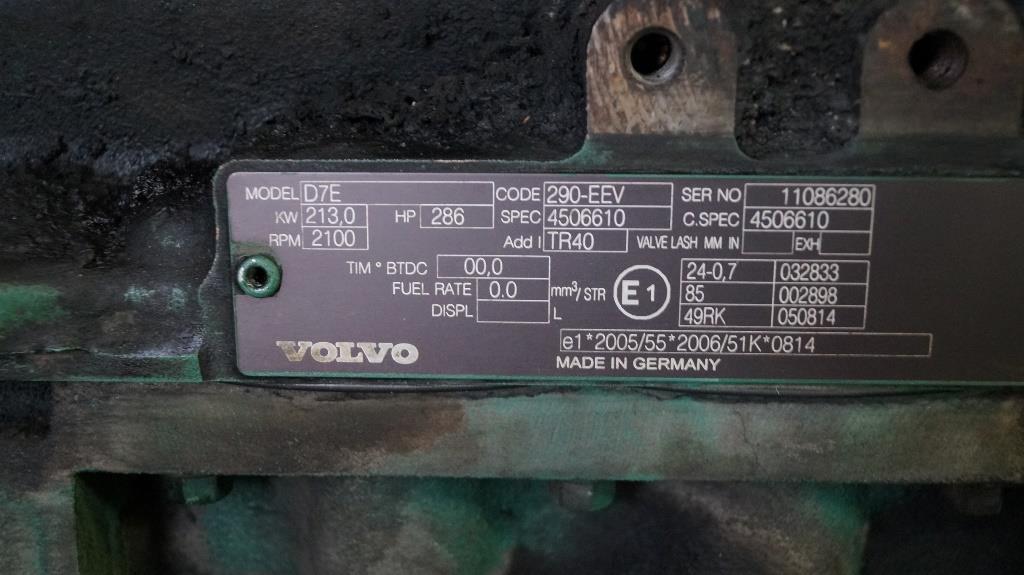 MODEL D7E CODE 290-EEV SER NO 11086280
KW 213,0 HP 286 SPEC 4506610 C.SPEC 4506610
RPM 2100 Add I TR40 VALVE LASH MM IN EXH
TIM ° BTDC 00,0 24-0,7 032833
FUEL RATE 0.0 mm³/STR E1 85 002898
DISPL L 49RK 050814
e1*2005/55*2006/51K*0814
VOLVO MADE IN GERMANY